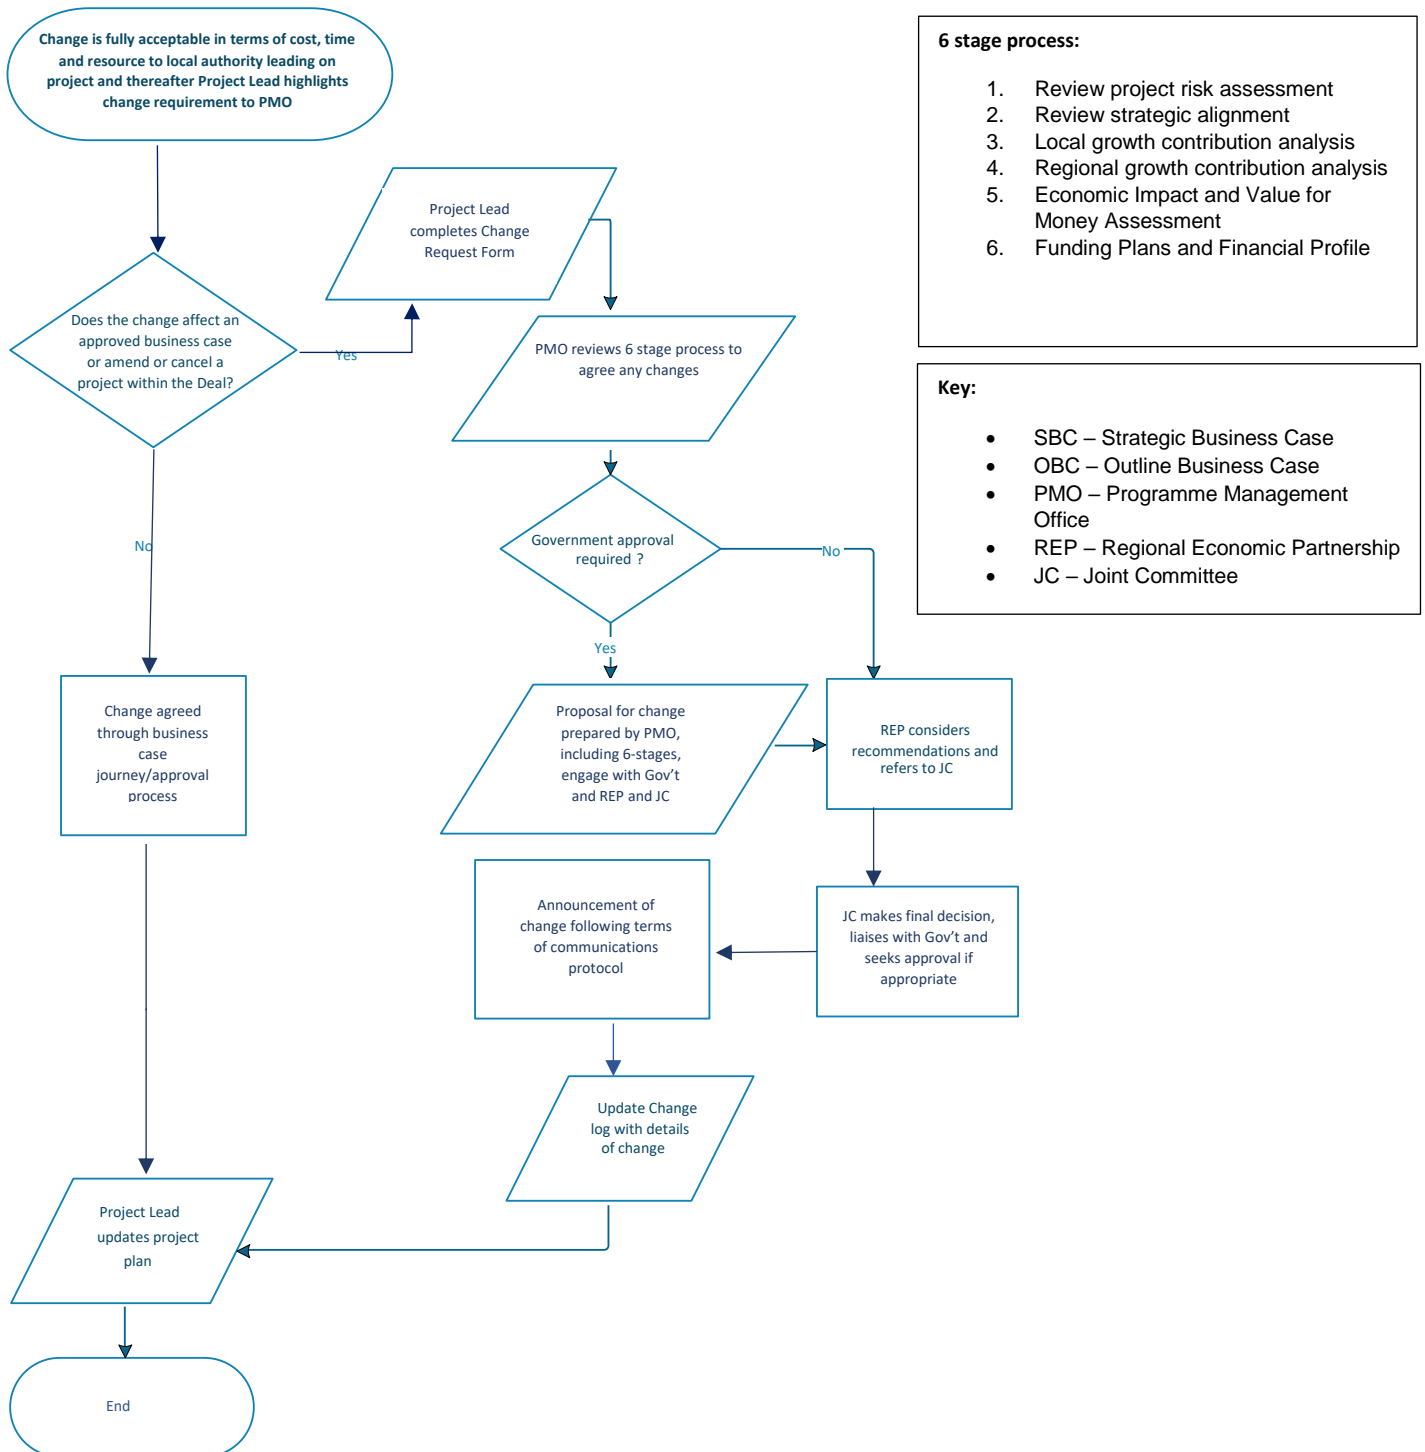 Change is fully acceptable in terms of cost, time
and resource to local authority leading on
project and thereafter Project Lead highlights
change requirement to PMO
6 stage process:
1. Review project risk assessment
2. Review strategic alignment
3. Local growth contribution analysis
4. Regional growth contribution analysis
5. Economic Impact and Value for
Money Assessment
6. Funding Plans and Financial Profile
Project Lead
completes Change
Request Form
Does the change affect an
approved business case
or amend or cancel a
project within the Deal?
Yes
PMO reviews 6 stage process to
agree any changes
Key:
• SBC – Strategic Business Case
• OBC – Outline Business Case
• PMO – Programme Management
Office
• REP – Regional Economic Partnership
• JC – Joint Committee
No
Government approval
required ?
No
Yes
Change agreed
through business
case
journey/approval
process
Proposal for change
prepared by PMO,
including 6-stages,
engage with Gov’t
and REP and JC
REP considers
recommendations and
refers to JC
Announcement of
change following terms
of communications
protocol
JC makes final decision,
liaises with Gov’t and
seeks approval if
appropriate
Update Change
log with details
of change
Project Lead
updates project
plan
End